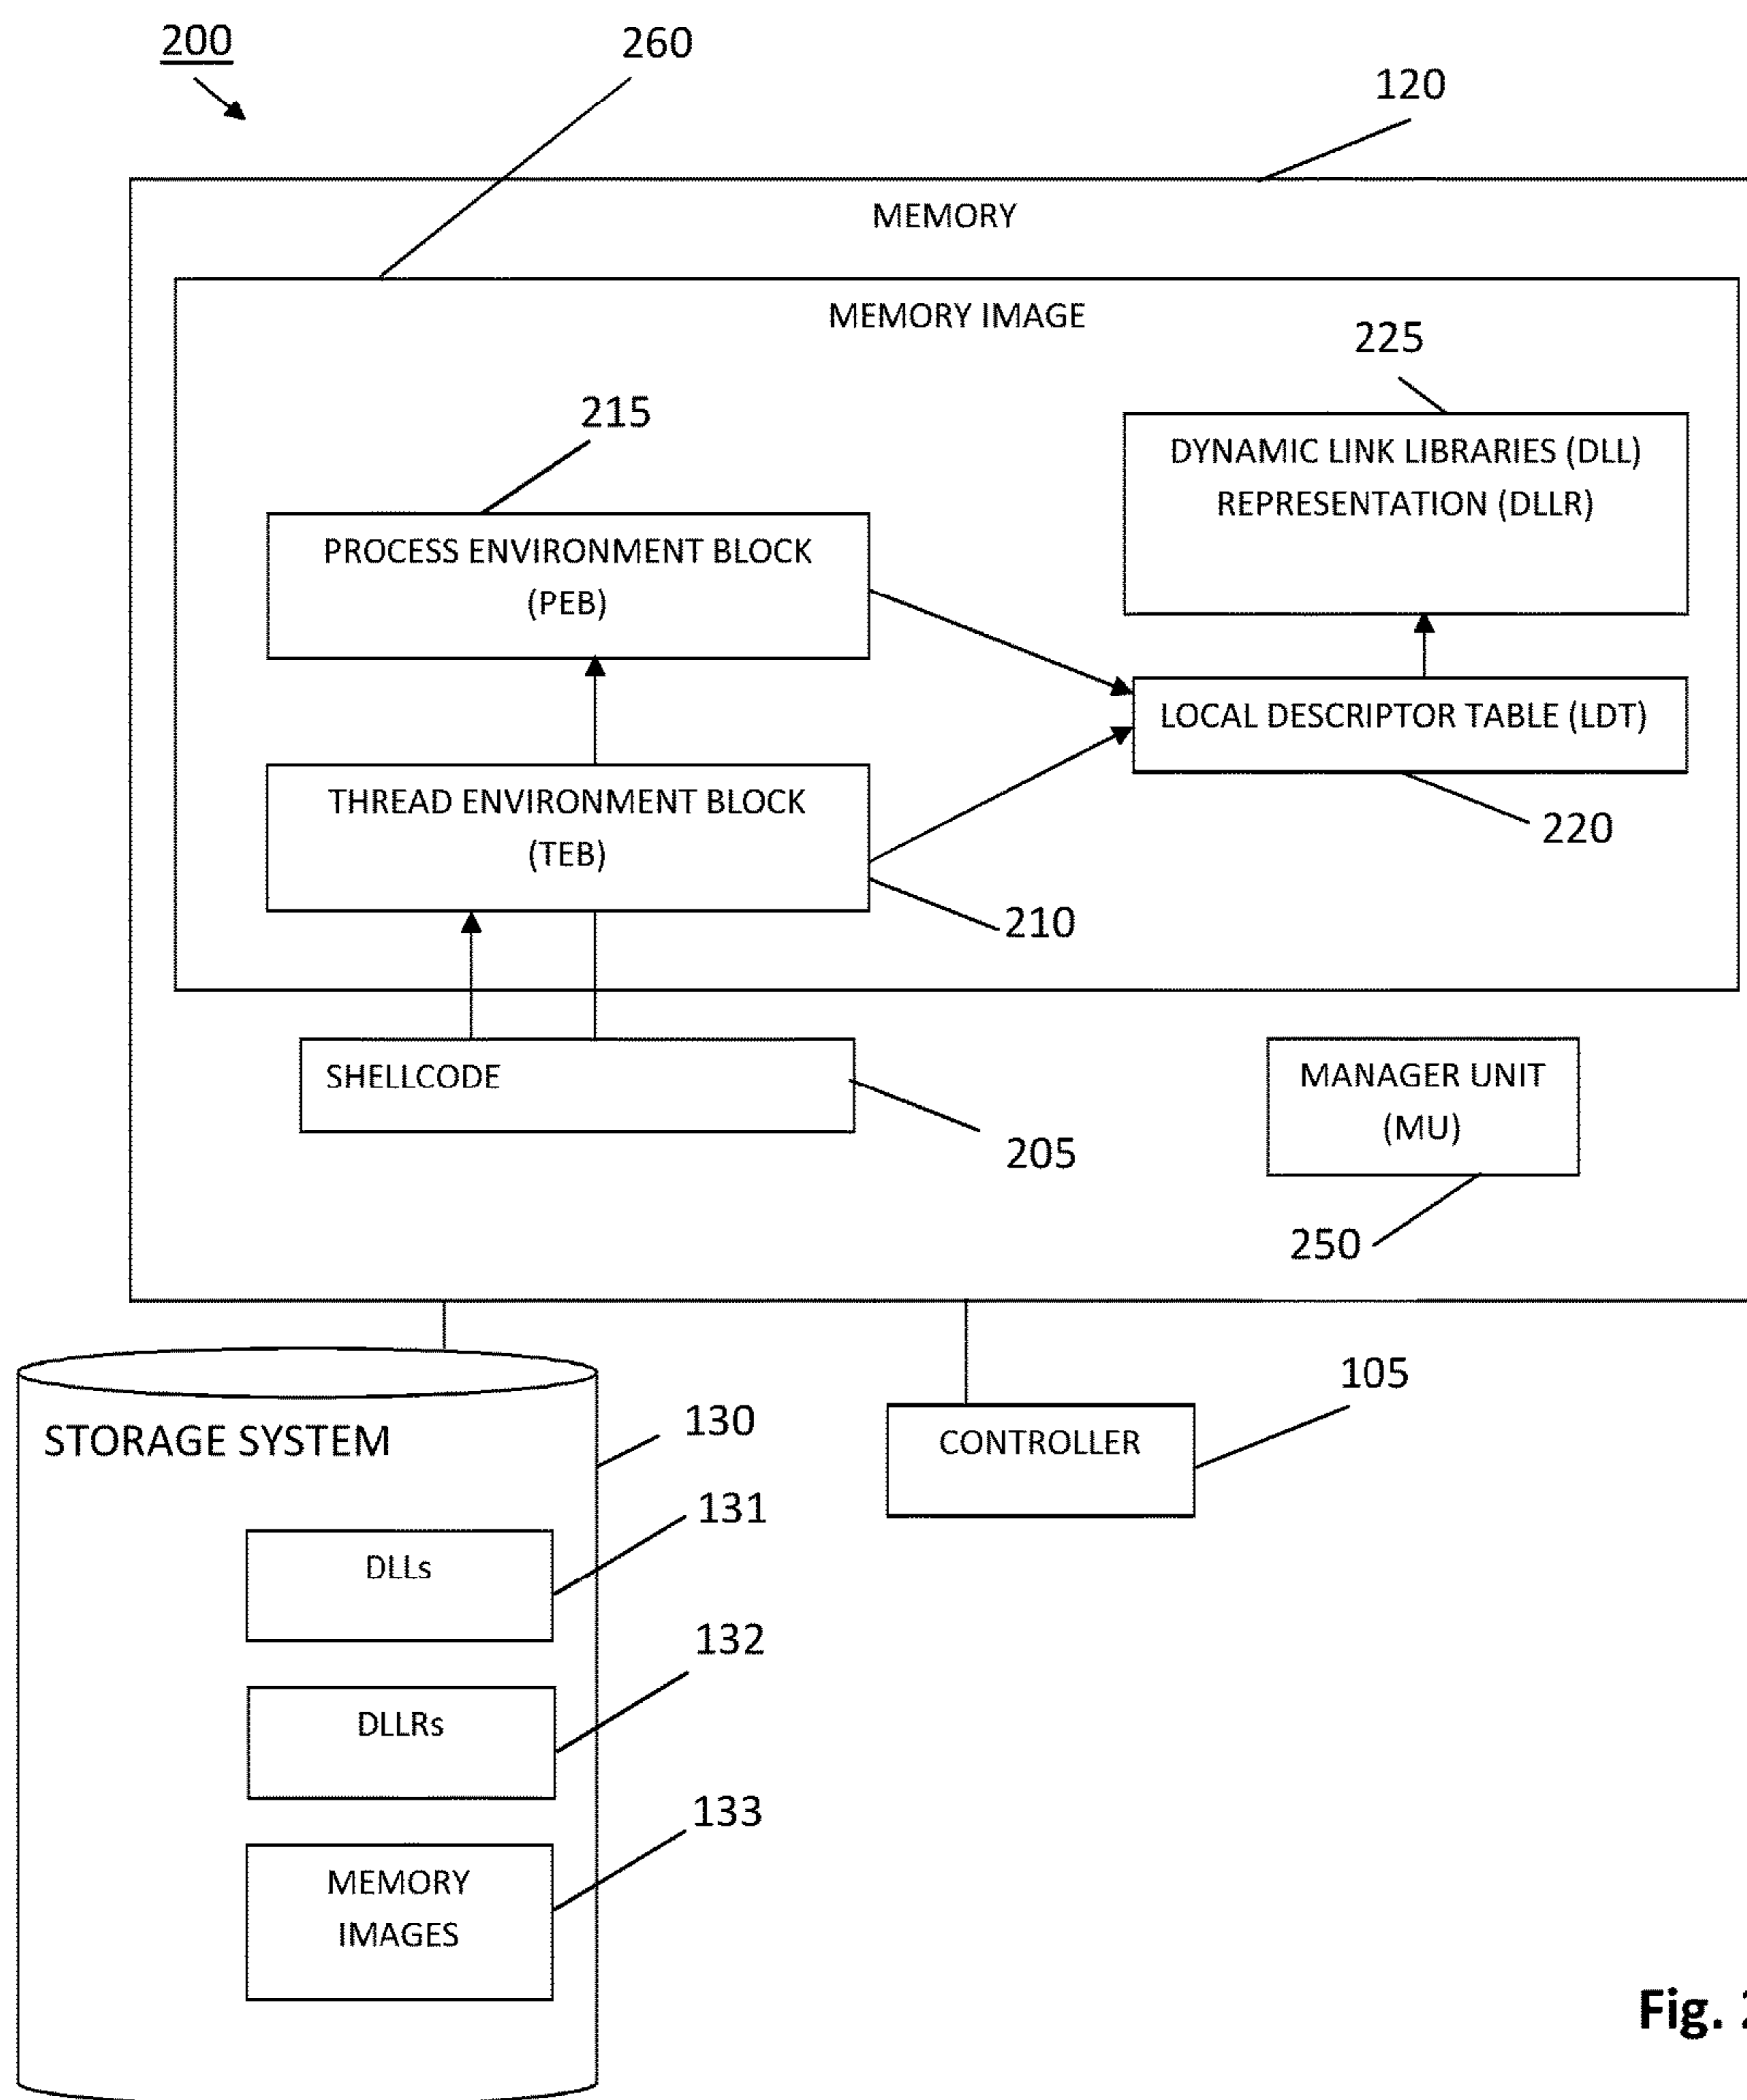 200
260
120
MEMORY
MEMORY IMAGE
225
215
DYNAMIC LINK LIBRARIES (DLL)
REPRESENTATION (DLLR)
PROCESS ENVIRONMENT BLOCK
(PEB)
LOCAL DESCRIPTOR TABLE (LDT)
THREAD ENVIRONMENT BLOCK
(TEB)
220
210
SHELLCODE
MANAGER UNIT
(MU)
205
250
105
STORAGE SYSTEM
130
CONTROLLER
131
DLLs
132
DLLRs
133
MEMORY
IMAGES
Fig.